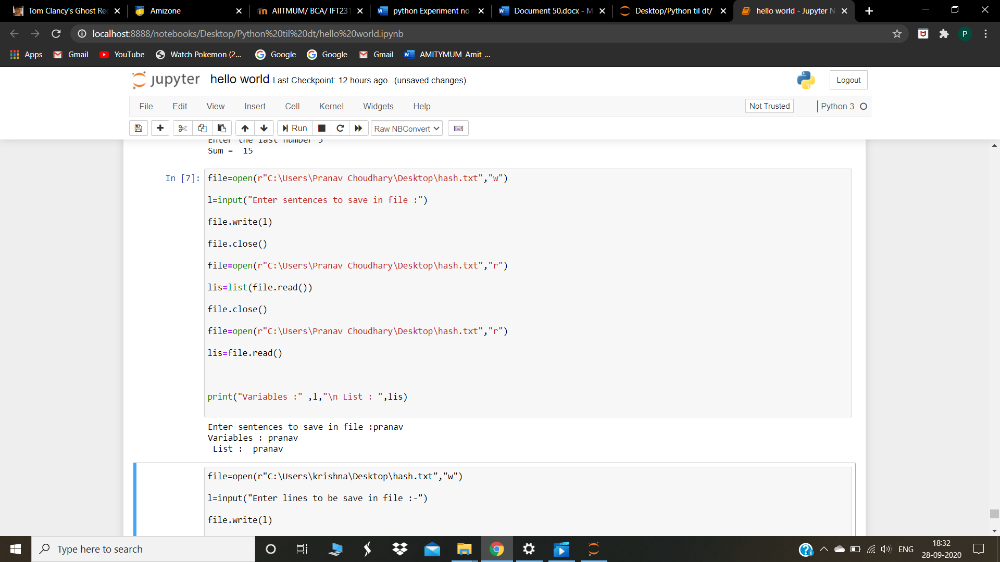 Tom Clancy's Ghost Rec
Amizone
AIITMUM/ BCA/ IFT231
python Experiment no
Document 50.docx - M
Desktop/Python til dt/
hello world - Jupyter N
localhost:8888/notebooks/Desktop/Python%20til%20dt/hello%20world.ipynb
P
Apps
Gmail
YouTube
Watch Pokemon (2...
Google
Google
Gmail
AMITYMUM_Amit_...
jupyter hello world Last Checkpoint: 12 hours ago (unsaved changes)
Logout
File Edit View Insert Cell Kernel Widgets Help
Not Trusted
Python 3
Run
Raw NBConvert
Enter the last number 5
Sum =  15
In [7]:
file=open(r"C:\Users\Pranav Choudhary\Desktop\hash.txt","w")
l=input("Enter sentences to save in file :")
file.write(l)
file.close()
file=open(r"C:\Users\Pranav Choudhary\Desktop\hash.txt","r")
lis=list(file.read())
file.close()
file=open(r"C:\Users\Pranav Choudhary\Desktop\hash.txt","r")
lis=file.read()
print("Variables :" ,l,"\n List : ",lis)
Enter sentences to save in file :pranav
Variables : pranav
 List :  pranav
file=open(r"C:\Users\krishna\Desktop\hash.txt","w")
l=input("Enter lines to be save in file :-")
file.write(l)
Type here to search
ENG
18:32
28-09-2020